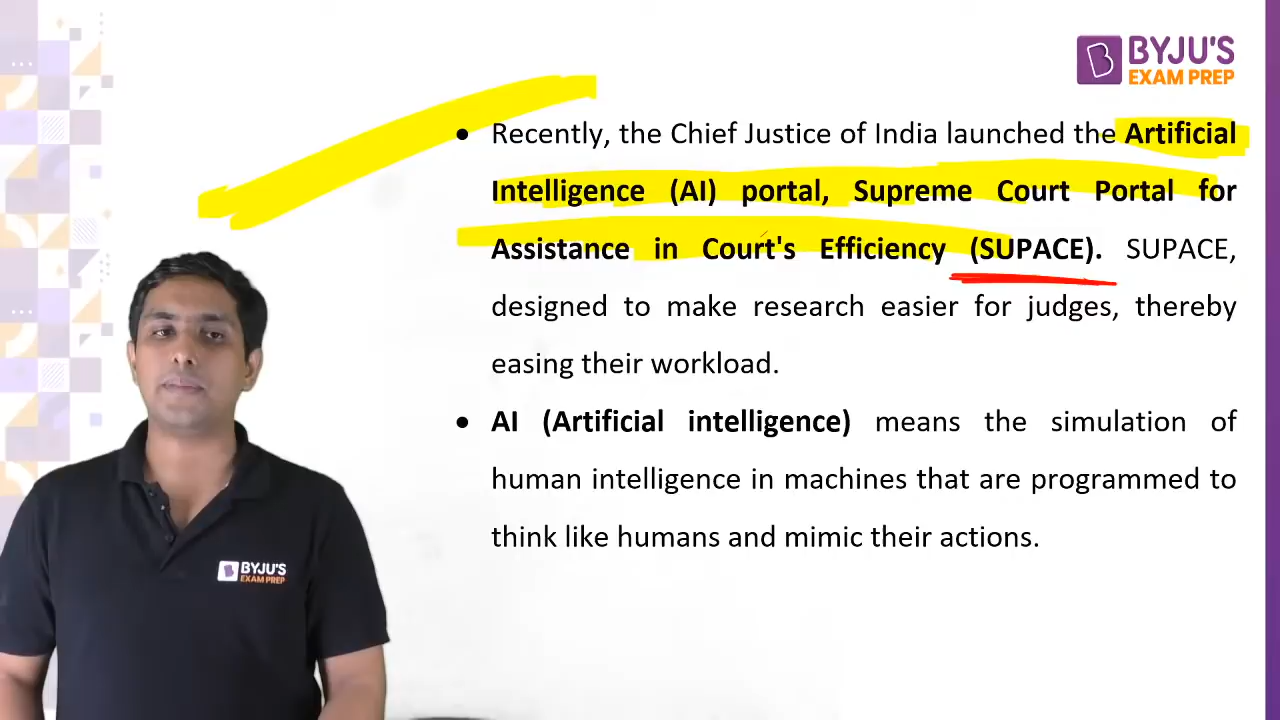 BYJU'S
EXAM PREP
• Recently, the Chief Justice of India launched the Artificial
Intelligence (AI) portal, Supreme Court Portal for
Assistance in Court's Efficiency (SUPACE). SUPACE,
designed to make research easier for judges, thereby
easing their workload.
• AI (Artificial intelligence) means the simulation of
human intelligence in machines that are programmed to
think like humans and mimic their actions.
BYJU'S
EXAM PREP